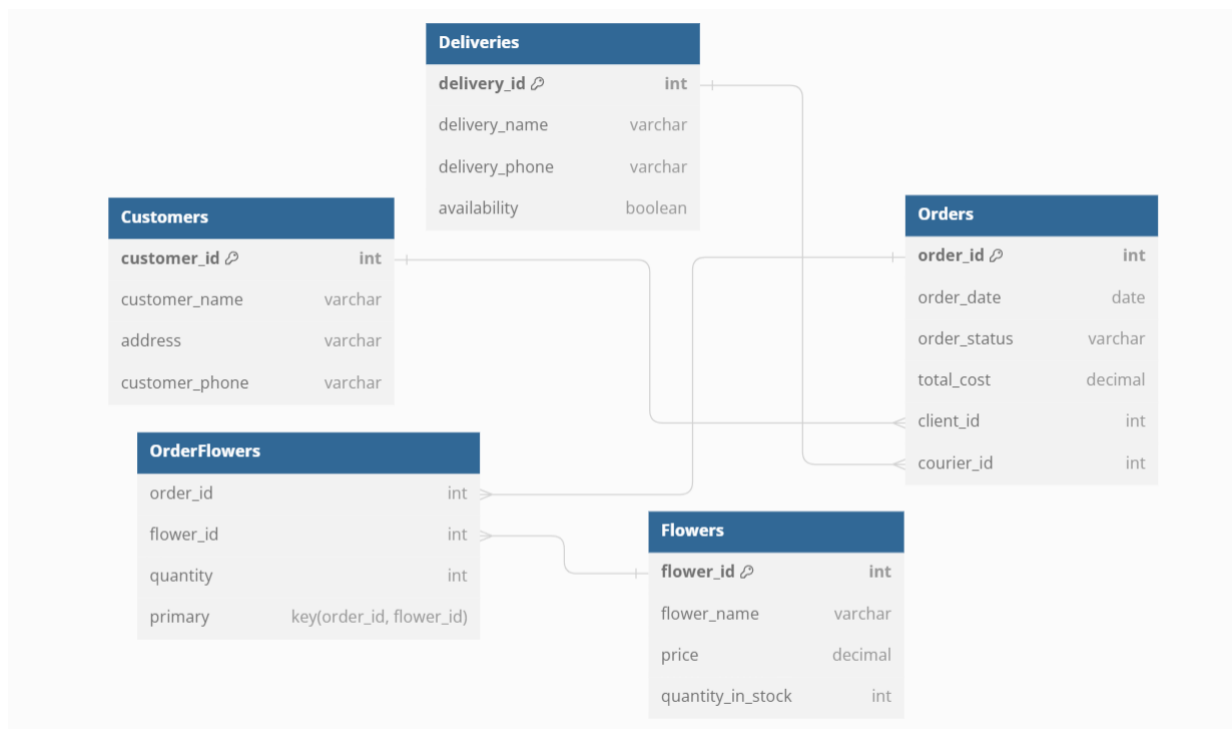 Deliveries
delivery_id int
delivery_name varchar
delivery_phone varchar
availability boolean
Customers
customer_id int
customer_name varchar
address varchar
customer_phone varchar
Orders
order_id int
order_date date
order_status varchar
total_cost decimal
client_id int
courier_id int
OrderFlowers
order_id int
flower_id int
quantity int
primary key(order_id, flower_id)
Flowers
flower_id int
flower_name varchar
price decimal
quantity_in_stock int